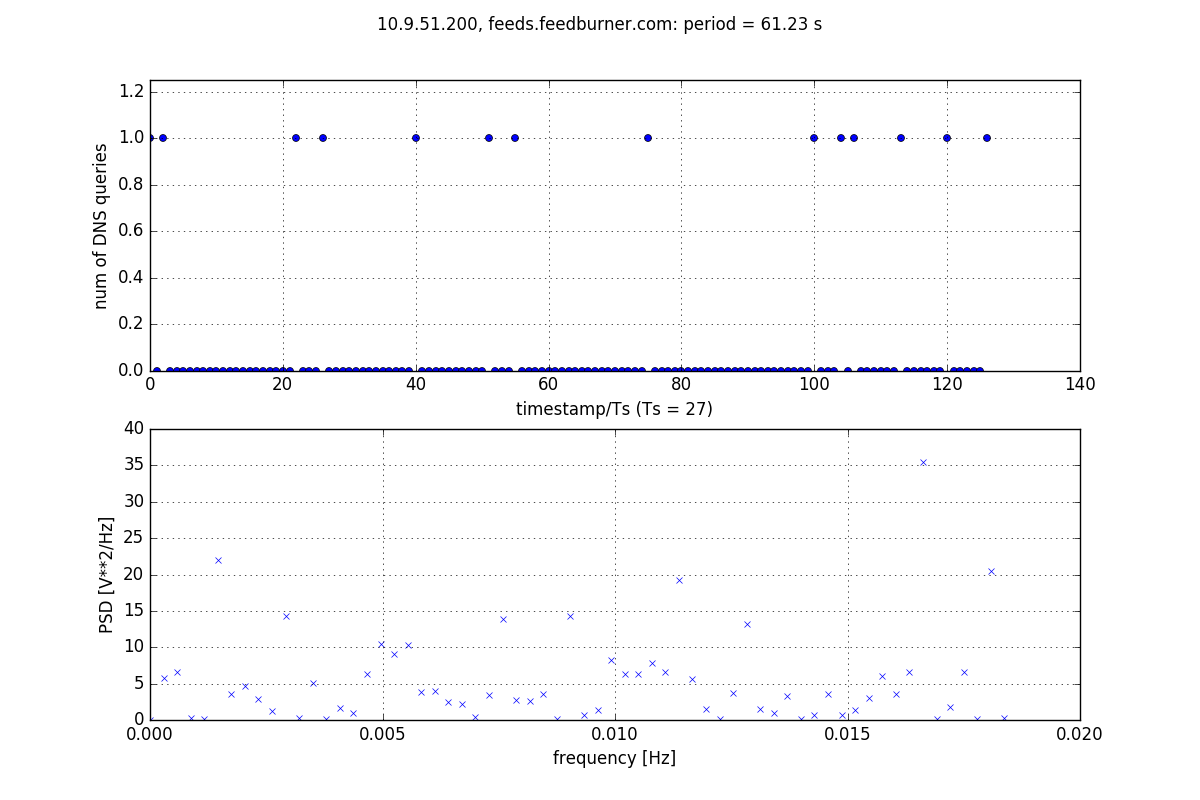 10.9.51.200, feeds.feedburner.com: period = 61.23 s
1.2
1.0
0.8
0.6
0.4
0.2
0.0
num of DNS queries
0 20 40 60 80 100 120 140
timestamp/Ts (Ts = 27)
40
35
30
25
20
15
10
5
0
PSD [V**2/Hz]
0.000 0.005 0.010 0.015 0.020
frequency [Hz]